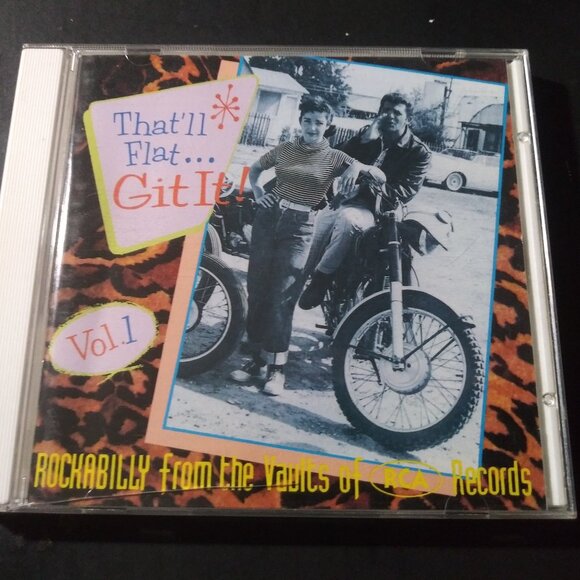 That'll
Flat...
Git It!
Vol.1
ROCKABILLY from the Vaults of RCA Records